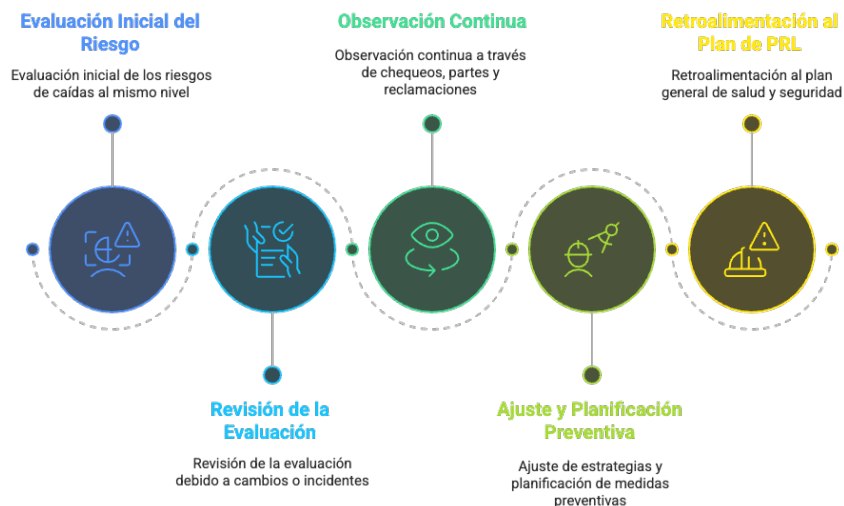 Evaluación Inicial del
Riesgo
Evaluación inicial de los riesgos
de caídas al mismo nivel
Observación Continua
Observación continua a través
de chequeos, partes y
reclamaciones
Retroalimentación al
Plan de PRL
Retroalimentación al plan
general de salud y seguridad
Revisión de la
Evaluación
Revisión de la evaluación
debido a cambios o incidentes
Ajuste y Planificación
Preventiva
Ajuste de estrategias y
planificación de medidas
preventivas